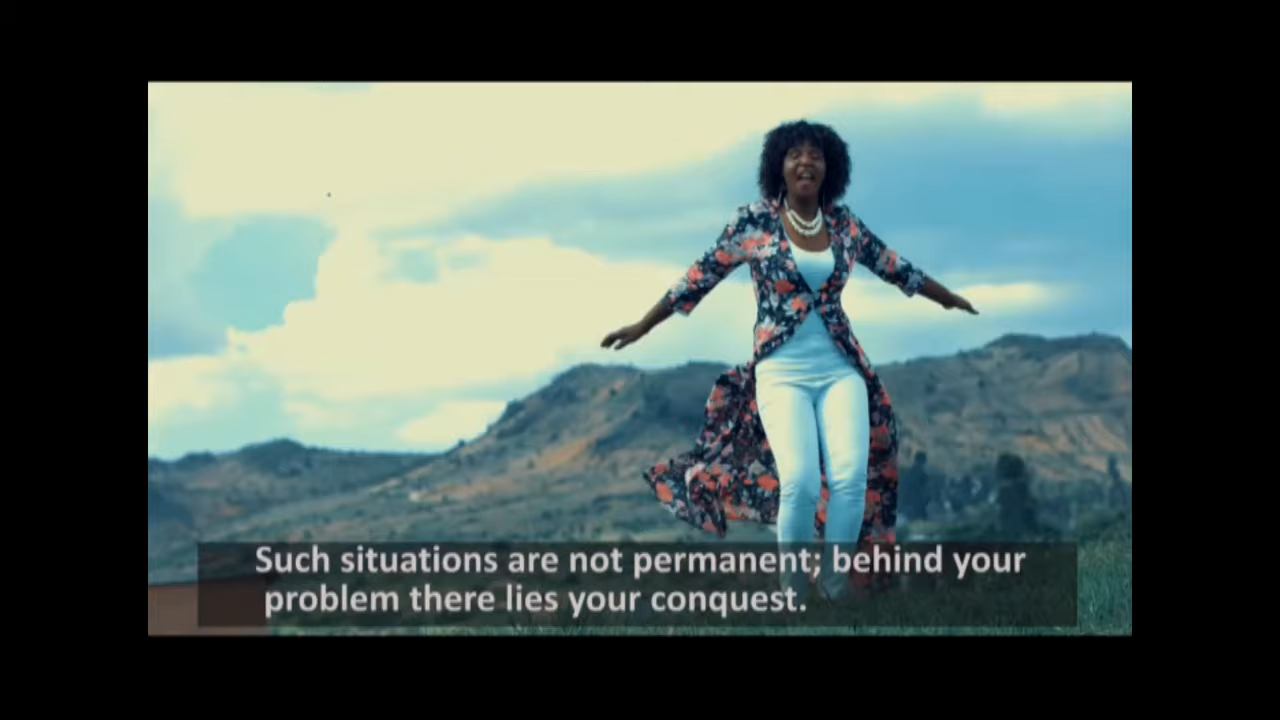 Such situations are not permanent; behind your
problem there lies your conquest.